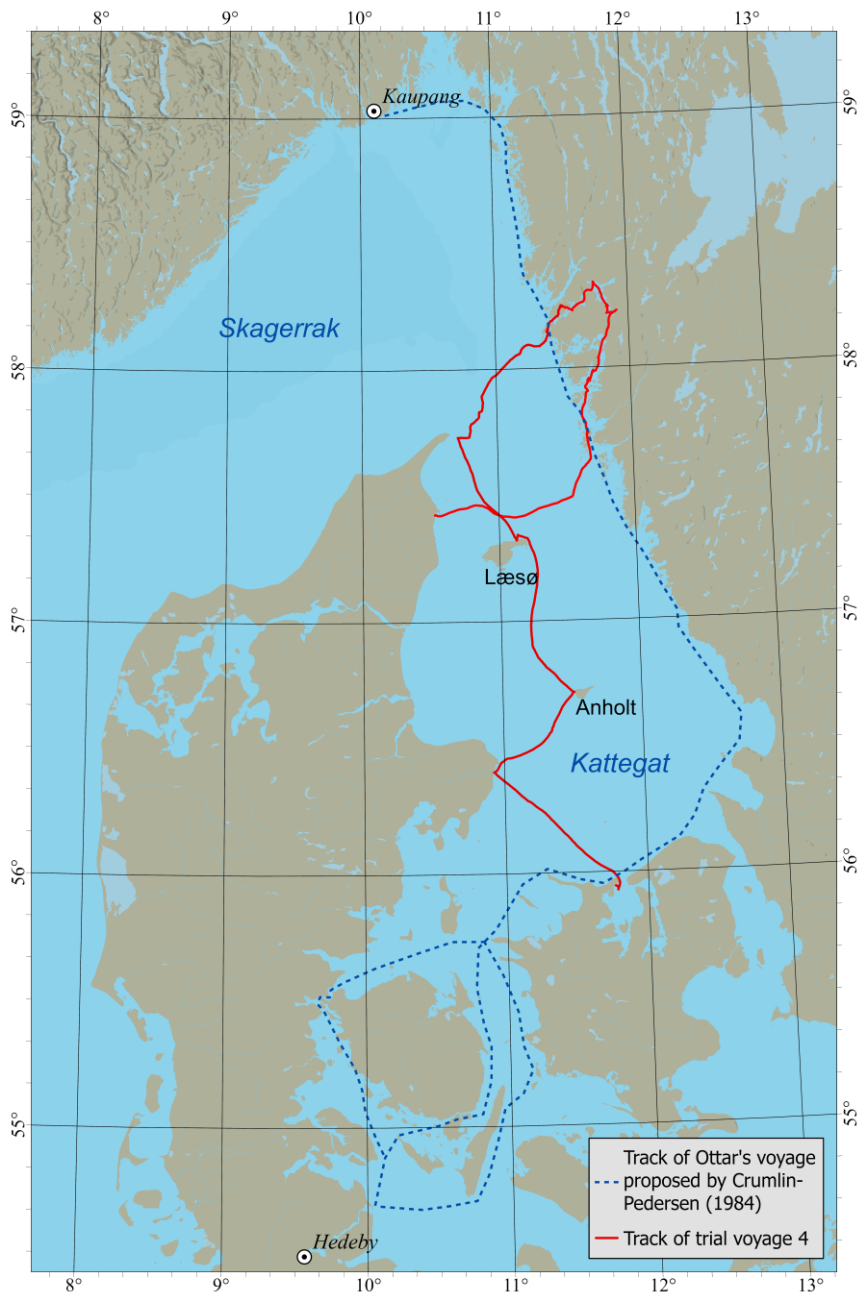 8° 9° 10° 11° 12° 13°
59° 59°
Kaupang
Skagerrak
58° 58°
Læsø
57° 57°
Anholt
Kattegat
56° 56°
55° 55°
Track of Ottar's voyage
proposed by Crumlin-
Pedersen (1984)
Track of trial voyage 4
Hedeby
8° 9° 10° 11° 12° 13°